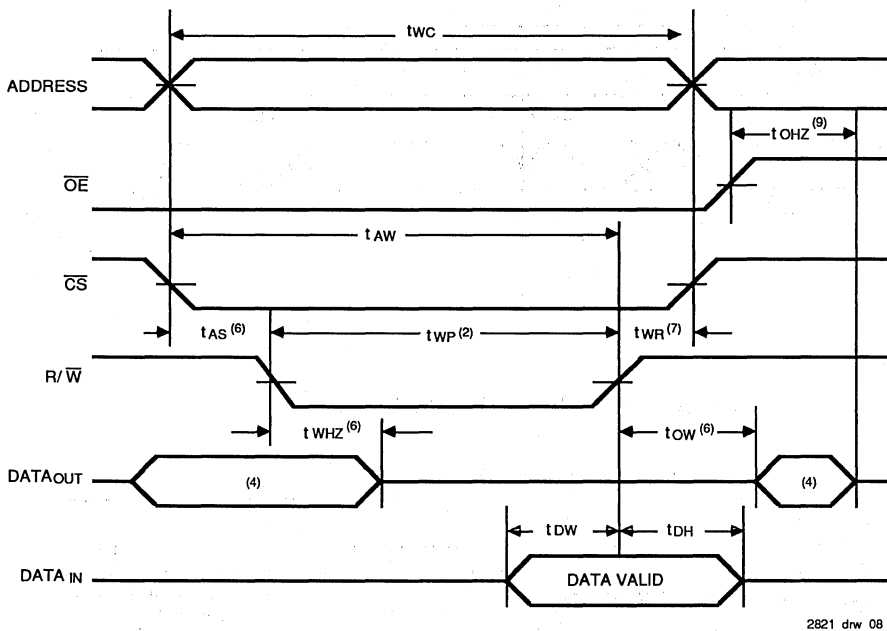 tWC
ADDRESS
tOHZ (9)
OE
tAW
CS
tAS (6) tWP (2) tWR (7)
R/W
tWHZ (6) tOW (6)
DATAOUT (4) (4)
tDW tDH
DATA IN DATA VALID
2821 drw 08